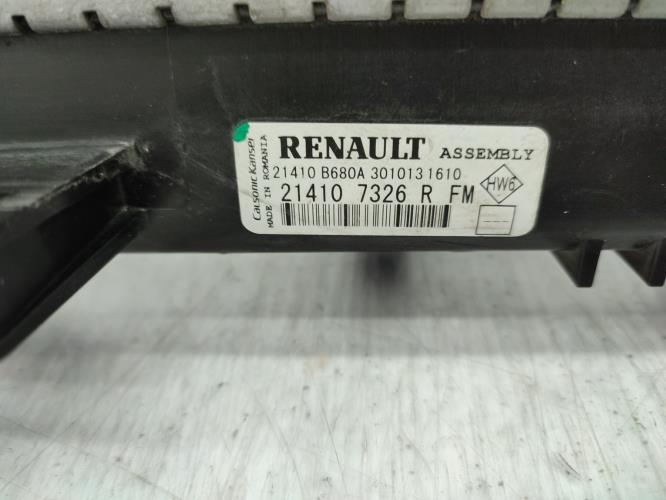 RENAULT ASSEMBLY
21410 B680A 3010131610
21410 7326 R FM
HW6
Calsonic Kansei
MADE IN ROMANIA